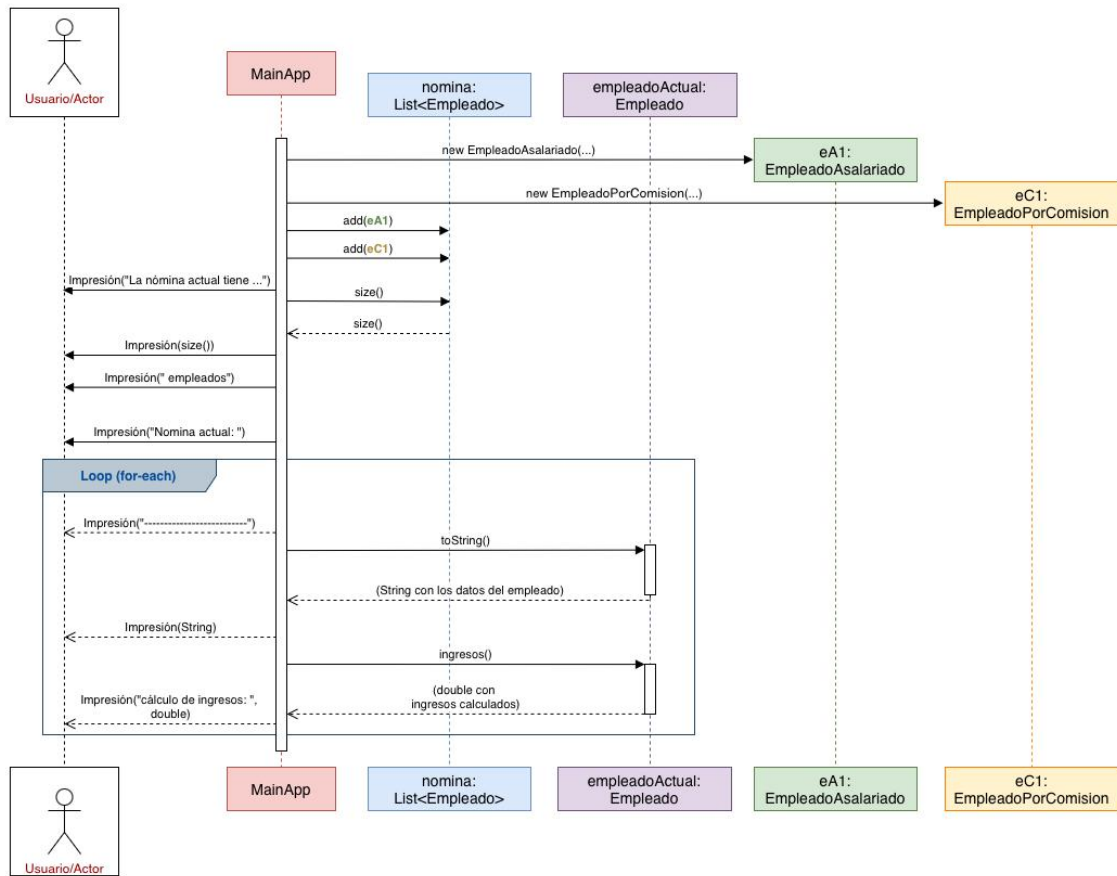 Usuario/Actor
MainApp
nomina:
List<Empleado>
empleadoActual:
Empleado
new EmpleadoAsalariado(...)
eA1:
EmpleadoAsalariado
new EmpleadoPorComision(...)
eC1:
EmpleadoPorComision
add(eA1)
add(eC1)
Impresión("La nómina actual tiene ...")
size()
size()
Impresión(size())
Impresión(" empleados")
Impresión("Nomina actual: ")
Loop (for-each)
Impresión("--------------------------")
toString()
(String con los datos del empleado)
Impresión(String)
ingresos()
(double con
ingresos calculados)
Impresión("cálculo de ingresos: ",
double)
MainApp
nomina:
List<Empleado>
empleadoActual:
Empleado
eA1:
EmpleadoAsalariado
eC1:
EmpleadoPorComision
Usuario/Actor